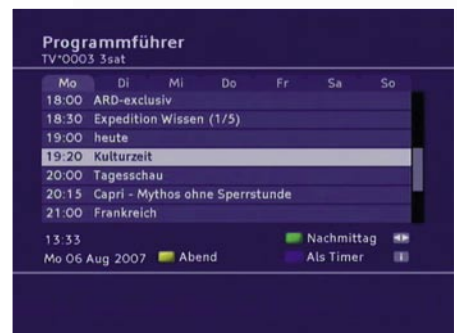 Programmführer
TV*0003 3sat
Mo Di Mi Do Fr Sa So
18:00 ARD-exclusiv
18:30 Expedition Wissen (1/5)
19:00 heute
19:20 Kulturzeit
20:00 Tagesschau
20:15 Capri - Mythos ohne Sperrstunde
21:00 Frankreich
13:33 Nachmittag
Mo 06 Aug 2007 Abend Als Timer i